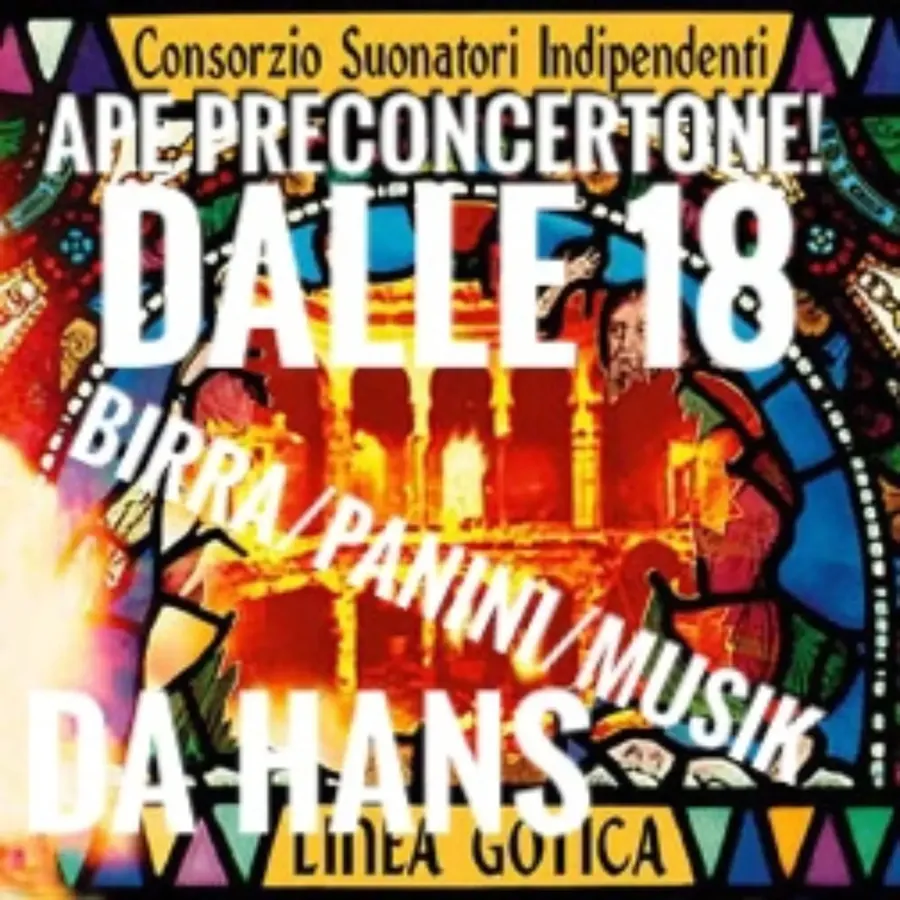 Consorzio Suonatori Indipendenti
APE PRECONCERTONE!
DALLE 18
BIRRA/PANINI/MUSIK
DA HANS
LINEA GOTICA